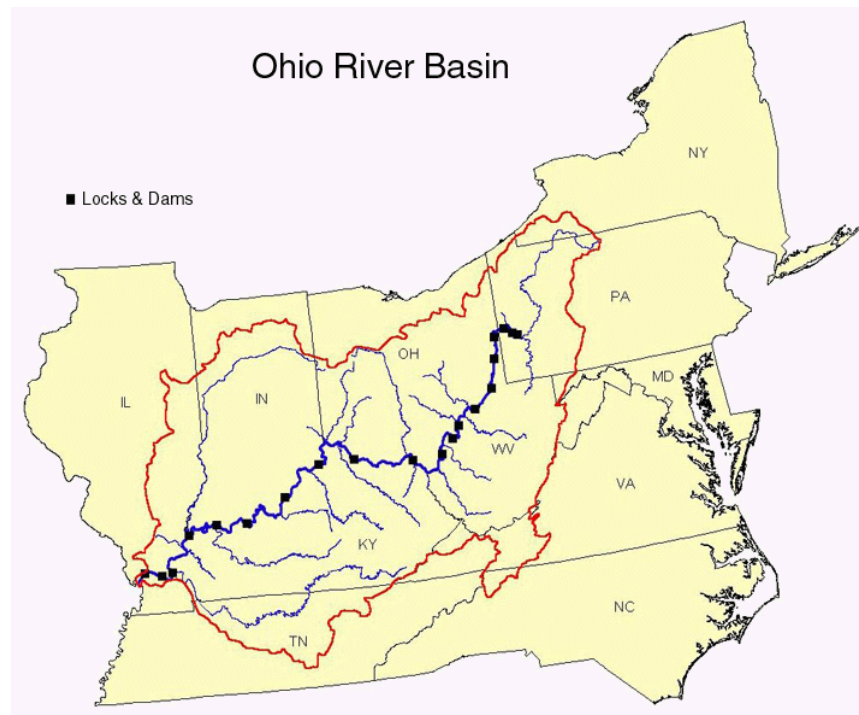 Ohio River Basin
NY
Locks & Dams
PA
OH
MD
IL
IN
WV
VA
KY
NC
TN